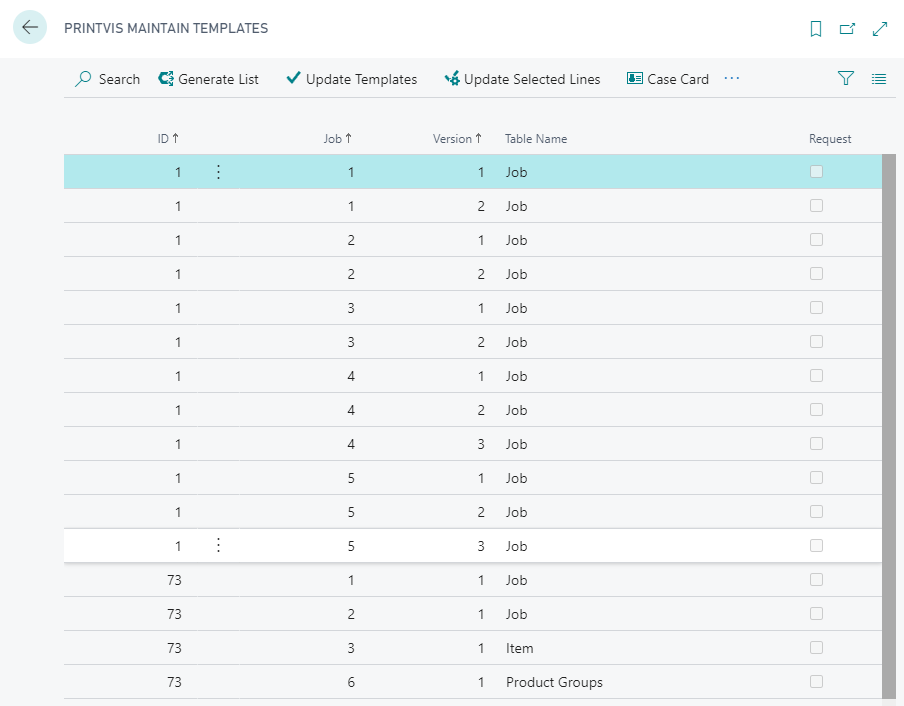 PRINTVIS MAINTAIN TEMPLATES
Search Generate List Update Templates Update Selected Lines Case Card ···
ID↑ Job↑ Version↑ Table Name Request
1 1 1 Job
1 1 2 Job
1 2 1 Job
1 2 2 Job
1 3 1 Job
1 3 2 Job
1 4 1 Job
1 4 2 Job
1 4 3 Job
1 5 1 Job
1 5 2 Job
1 5 3 Job
73 1 1 Job
73 2 1 Job
73 3 1 Item
73 6 1 Product Groups